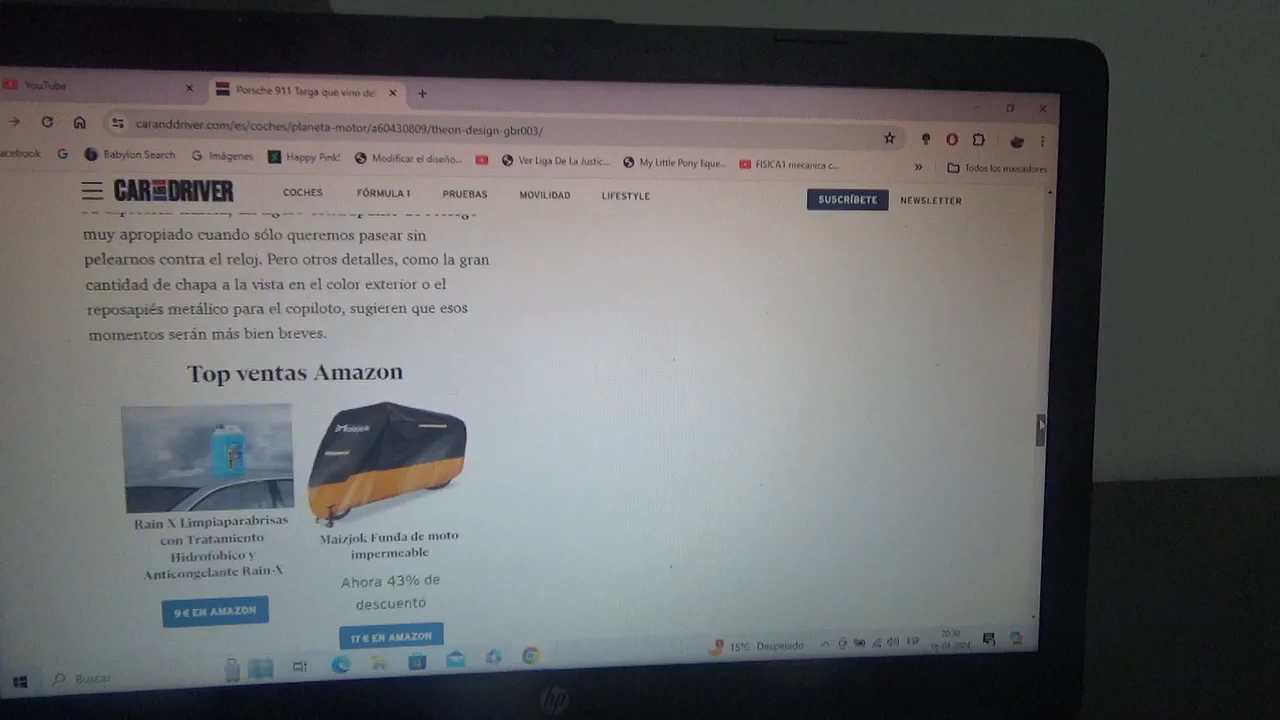 YouTube
Porsche 911 Targa que vino de
caranddriver.com/es/coches/planeta-motor/a60430809/theon-design-gbr003/
acebook
Babylon Search
Imágenes
Happy Pink!
Modificar el diseño...
Ver Liga De La Justic...
My Little Pony Eque...
FISICA1 mecanica c...
»
Todos los marcadores
CAR AND DRIVER
COCHES
FÓRMULA 1
PRUEBAS
MOVILIDAD
LIFESTYLE
SUSCRÍBETE
NEWSLETTER
muy apropiado cuando sólo queremos pasear sin
pelearnos contra el reloj. Pero otros detalles, como la gran
cantidad de chapa a la vista en el color exterior o el
reposapiés metálico para el copiloto, sugieren que esos
momentos serán más bien breves.
Top ventas Amazon
Maizjok
Rain X Limpiaparabrisas
con Tratamiento
Hidrofóbico y
Anticongelante Rain-X
9 € EN AMAZON
Maizjok Funda de moto
impermeable
Ahora 43% de
descuento
17 € EN AMAZON
Buscar
15°C Despejado
ESP
20:30
hp